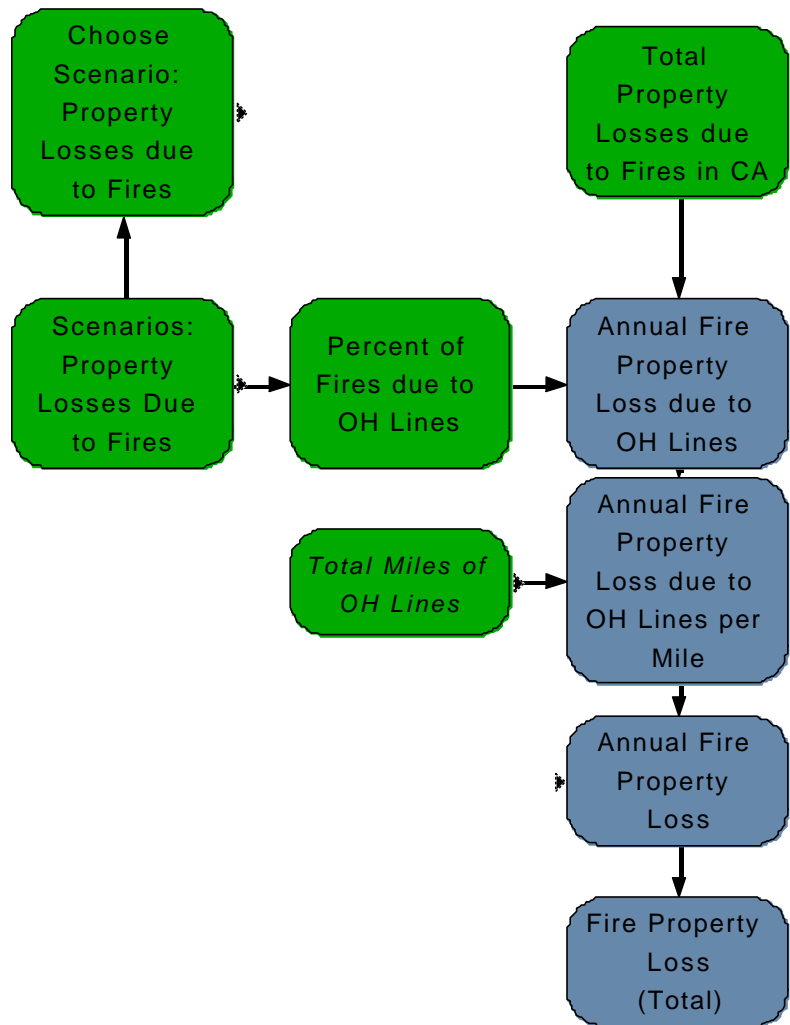 Choose
Scenario:
Property
Losses due
to Fires
Total
Property
Losses due
to Fires in CA
Scenarios:
Property
Losses Due
to Fires
Percent of
Fires due to
OH Lines
Annual Fire
Property
Loss due to
OH Lines
Total Miles of
OH Lines
Annual Fire
Property
Loss due to
OH Lines per
Mile
Annual Fire
Property
Loss
Fire Property
Loss
(Total)